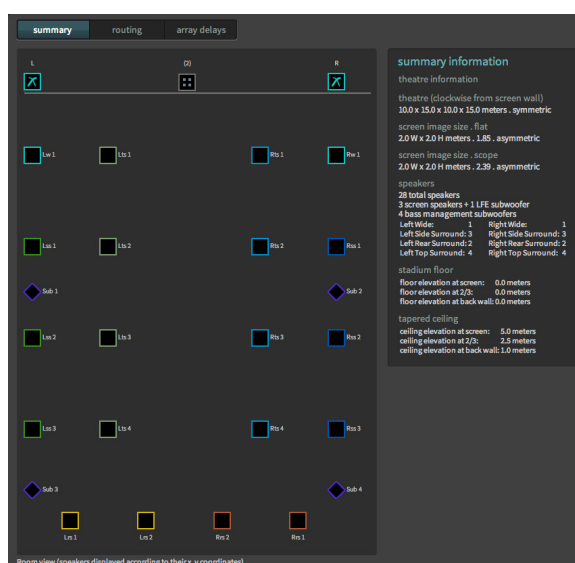 summary routing array delays
L (2) R
Lw 1 Lts 1 Rts 1 Rw 1
Lss 1 Lts 2 Rts 2 Rss 1
Sub 1 Sub 2
Lss 2 Lts 3 Rts 3 Rss 2
Lss 3 Lts 4 Rts 4 Rss 3
Sub 3 Sub 4
Lrs 1 Lrs 2 Rrs 2 Rrs 1
Room view (speakers displayed according to their x, y coordinates)
summary information
theatre information
theatre (clockwise from screen wall)
10.0 x 15.0 x 10.0 x 15.0 meters . symmetric
screen image size . flat
2.0 W x 2.0 H meters . 1.85 . asymmetric
screen image size . scope
2.0 W x 2.0 H meters . 2.39 . asymmetric
speakers
28 total speakers
3 screen speakers + 1 LFE subwoofer
4 bass management subwoofers
Left Wide: 1 Right Wide: 1
Left Side Surround: 3 Right Side Surround: 3
Left Rear Surround: 2 Right Rear Surround: 2
Left Top Surround: 4 Right Top Surround: 4
stadium floor
floor elevation at screen: 0.0 meters
floor elevation at 2/3: 0.0 meters
floor elevation at back wall: 0.0 meters
tapered ceiling
ceiling elevation at screen: 5.0 meters
ceiling elevation at 2/3: 2.5 meters
ceiling elevation at back wall: 1.0 meters